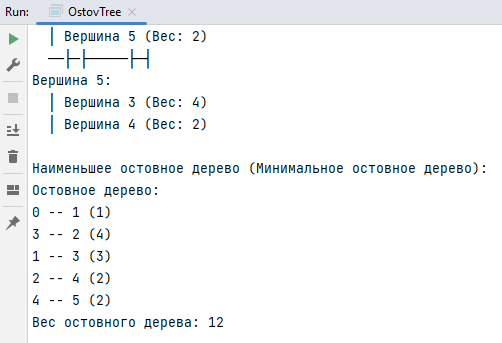 Run: OstovTree
Вершина 5 (Вес: 2)
Вершина 5:
Вершина 3 (Вес: 4)
Вершина 4 (Вес: 2)
Наименьшее остовное дерево (Минимальное остовное дерево):
Остовное дерево:
0 -- 1 (1)
3 -- 2 (4)
1 -- 3 (3)
2 -- 4 (2)
4 -- 5 (2)
Вес остовного дерева: 12